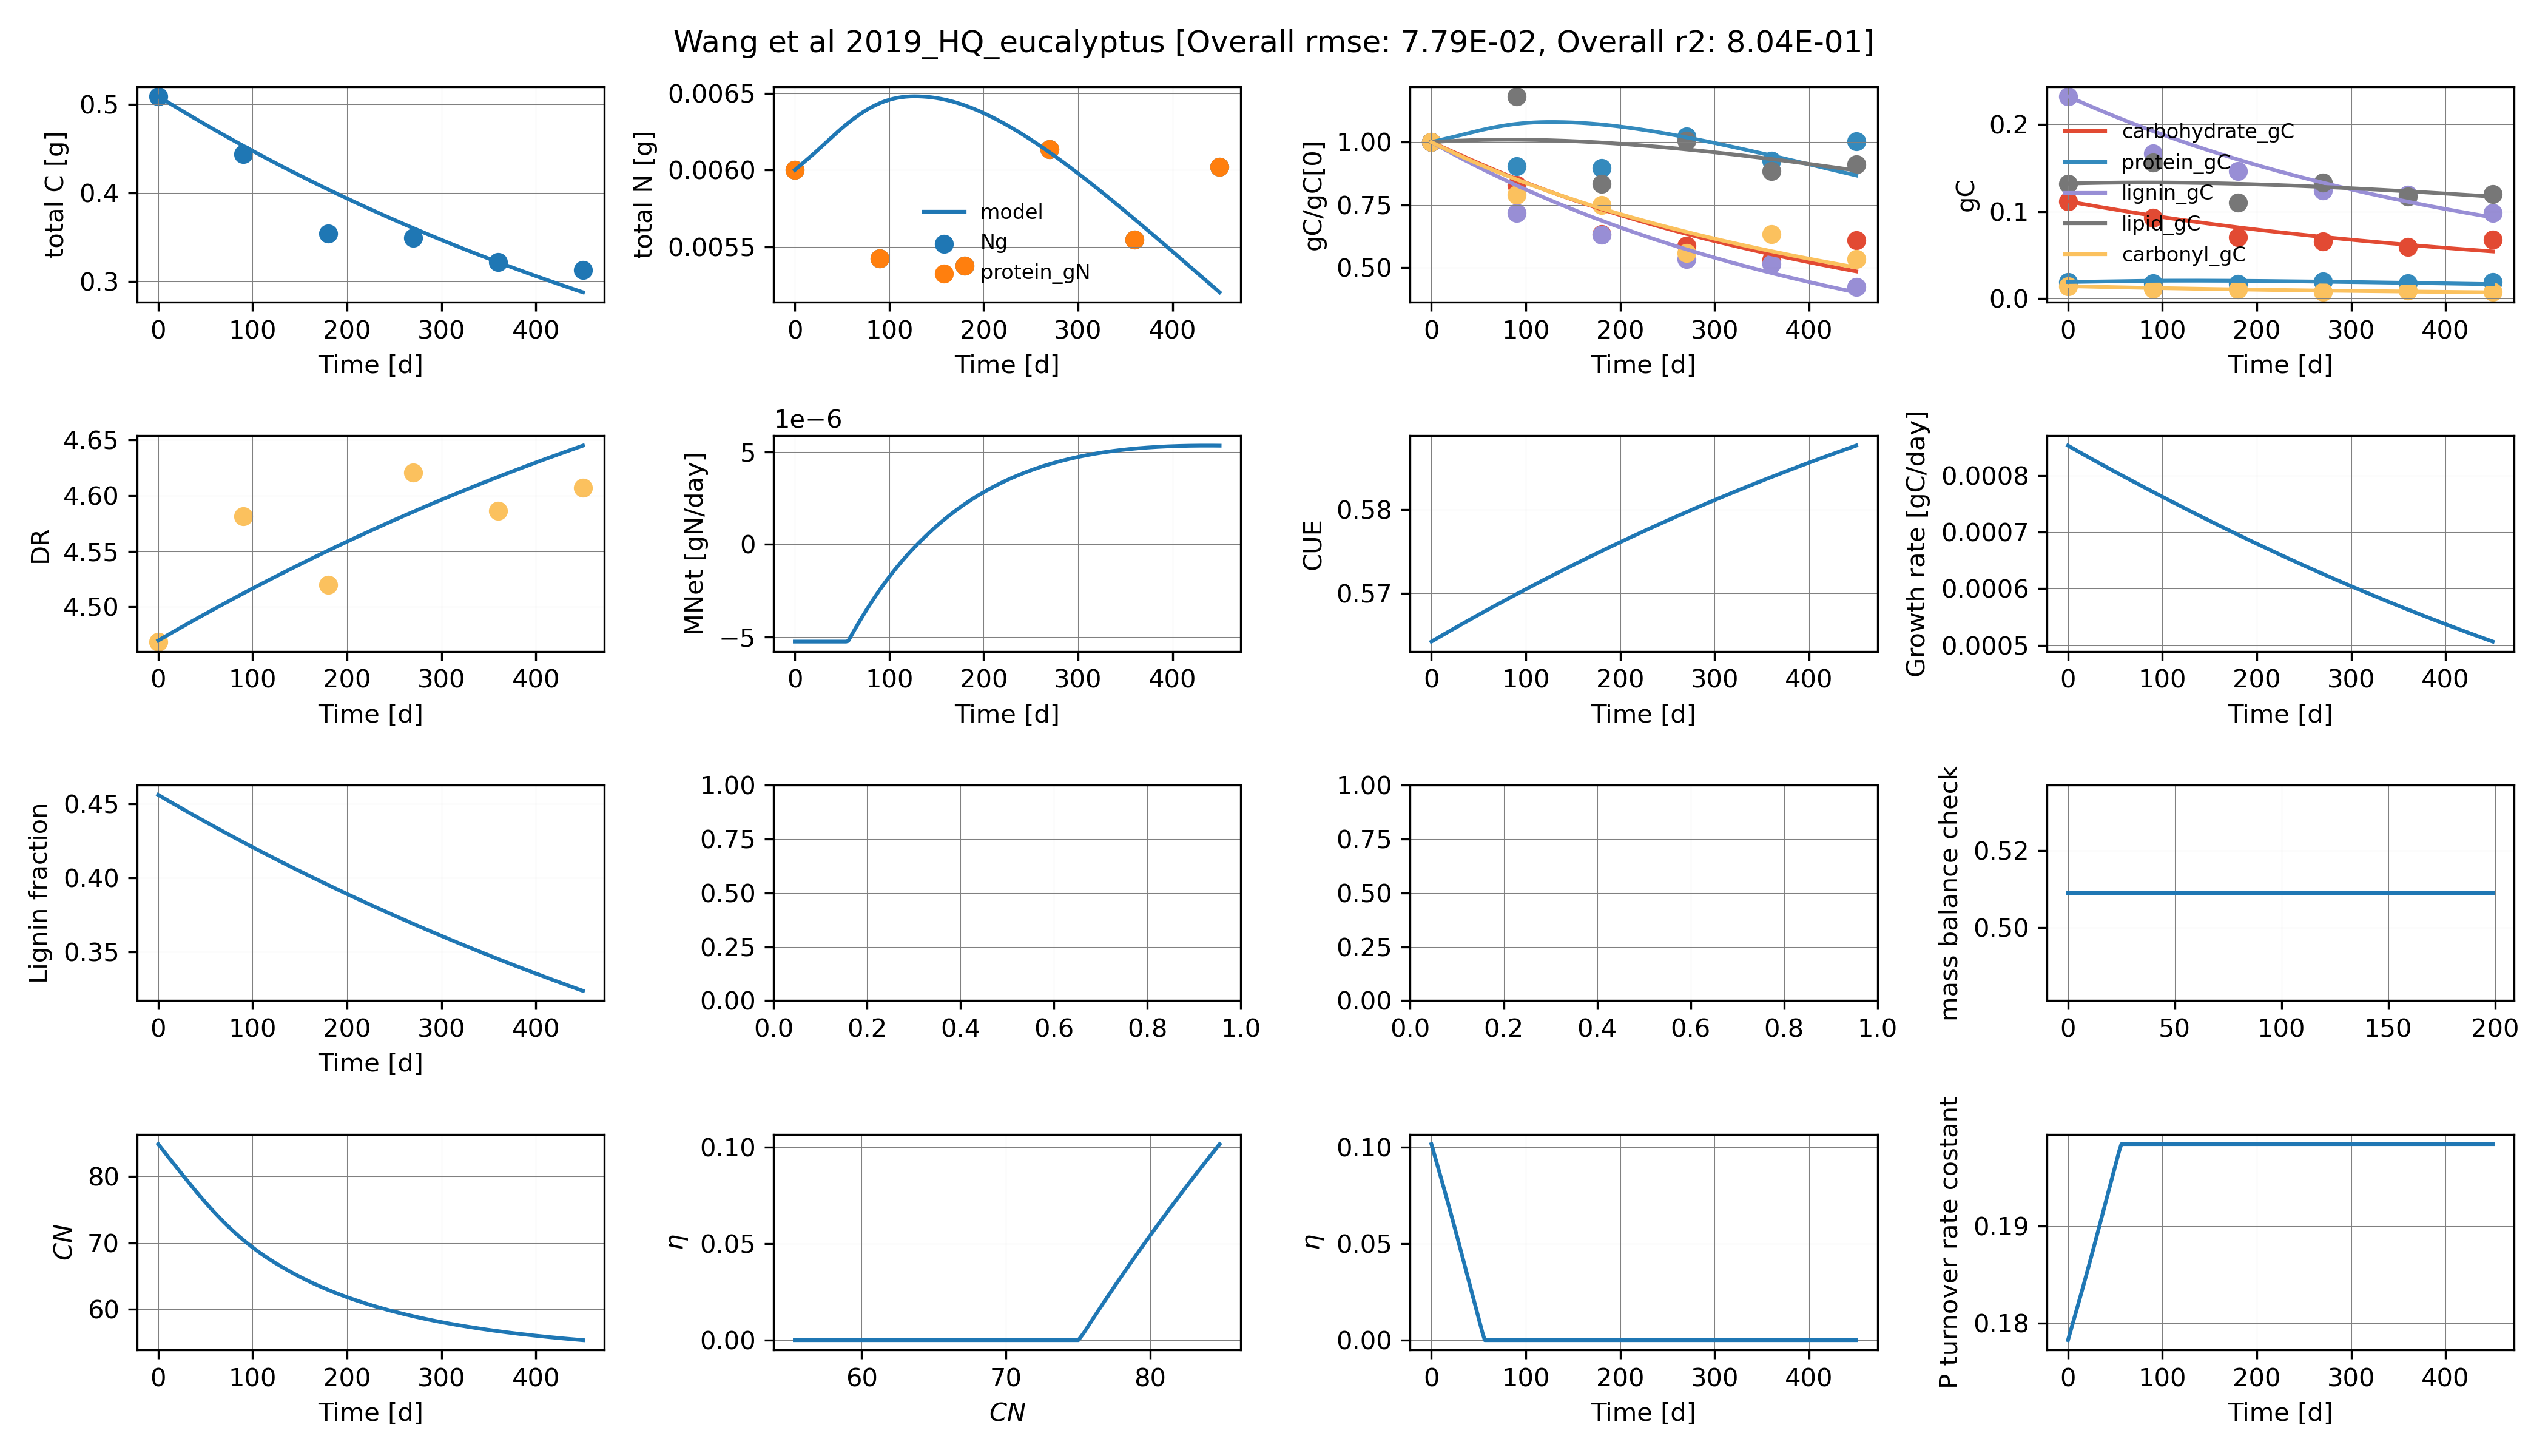 Wang et al 2019_HQ_eucalyptus [Overall rmse: 7.79E-02, Overall r2: 8.04E-01]
total C [g]
0.5
0.4
0.3
0 100 200 300 400
Time [d]
total N [g]
0.0065
0.0060
0.0055
model
Ng
protein_gN
0 100 200 300 400
Time [d]
gC/gC[0]
1.00
0.75
0.50
0 100 200 300 400
Time [d]
gC
0.2
0.1
0.0
carbohydrate_gC
protein_gC
lignin_gC
lipid_gC
carbonyl_gC
0 100 200 300 400
Time [d]
DR
4.65
4.60
4.55
4.50
0 100 200 300 400
Time [d]
1e−6
MNet [gN/day]
5
0
−5
0 100 200 300 400
Time [d]
CUE
0.58
0.57
0 100 200 300 400
Time [d]
Growth rate [gC/day]
0.0008
0.0007
0.0006
0.0005
0 100 200 300 400
Time [d]
Lignin fraction
0.45
0.40
0.35
0 100 200 300 400
Time [d]
1.00
0.75
0.50
0.25
0.00
0.0 0.2 0.4 0.6 0.8 1.0
1.00
0.75
0.50
0.25
0.00
0.0 0.2 0.4 0.6 0.8 1.0
mass balance check
0.52
0.50
0 50 100 150 200
CN
80
70
60
0 100 200 300 400
Time [d]
η
0.10
0.05
0.00
60 70 80
CN
η
0.10
0.05
0.00
0 100 200 300 400
Time [d]
P turnover rate costant
0.19
0.18
0 100 200 300 400
Time [d]